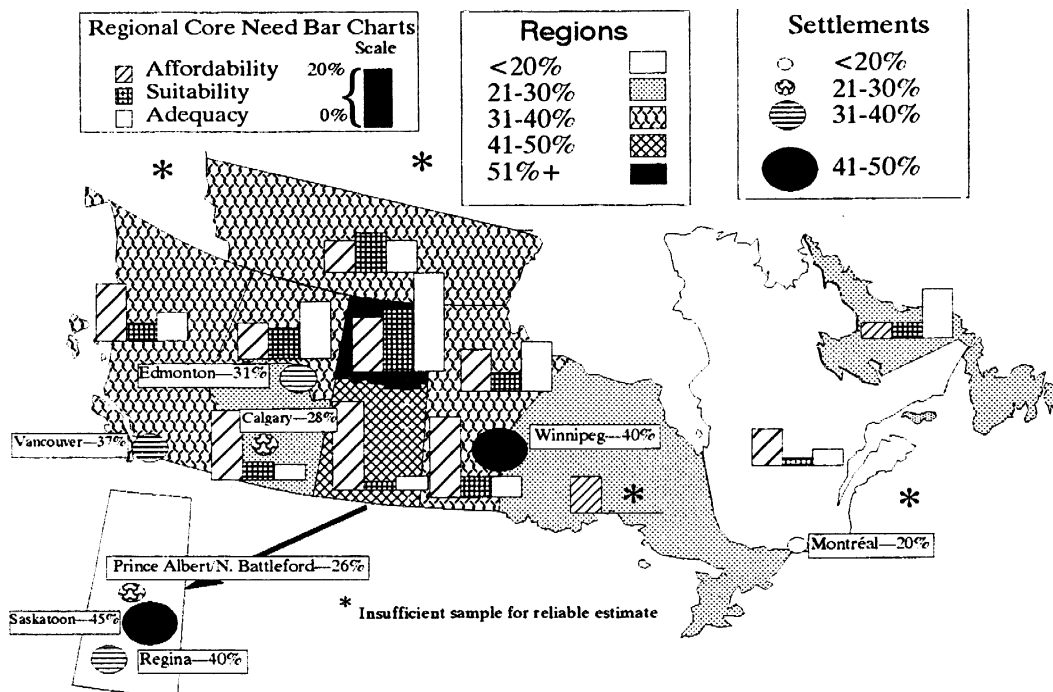 Regional Core Need Bar Charts
Scale
Affordability
Suitability
Adequacy
20%
0%
Regions
<20%
21-30%
31-40%
41-50%
51%+
Settlements
<20%
21-30%
31-40%
41-50%
*
*
Edmonton—31%
Calgary—28%
Vancouver—37%
Winnipeg—40%
*
*
Montréal—20%
Prince Albert/N. Battleford—26%
Saskatoon—45%
Regina—40%
* Insufficient sample for reliable estimate